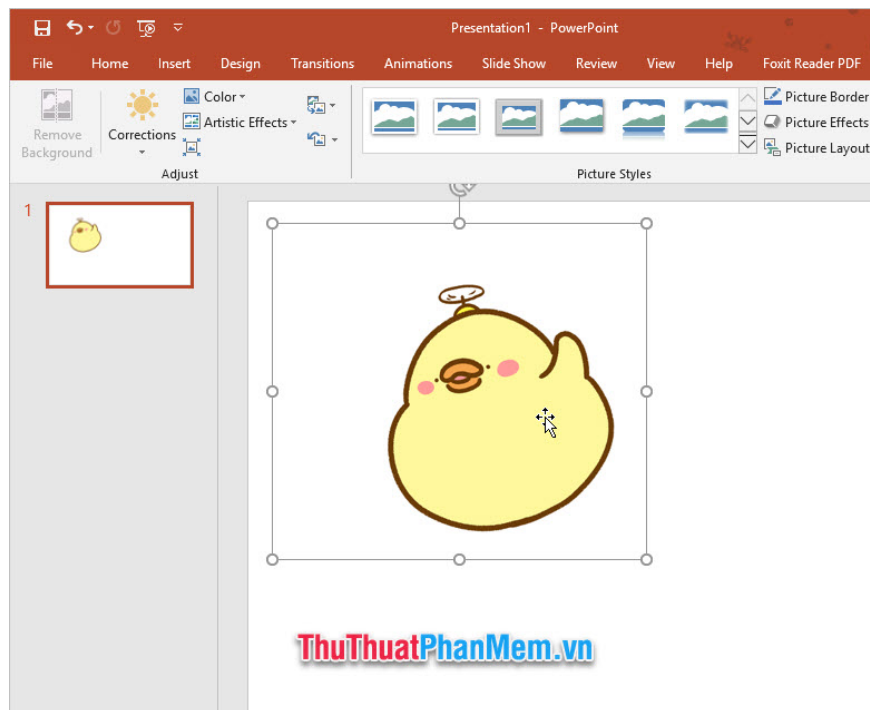 Presentation1 - PowerPoint
File Home Insert Design Transitions Animations Slide Show Review View Help Foxit Reader PDF
Remove Background
Corrections
Color
Artistic Effects
Adjust
Picture Styles
Picture Border
Picture Effects
Picture Layout
1
ThuThuatPhanMem.vn